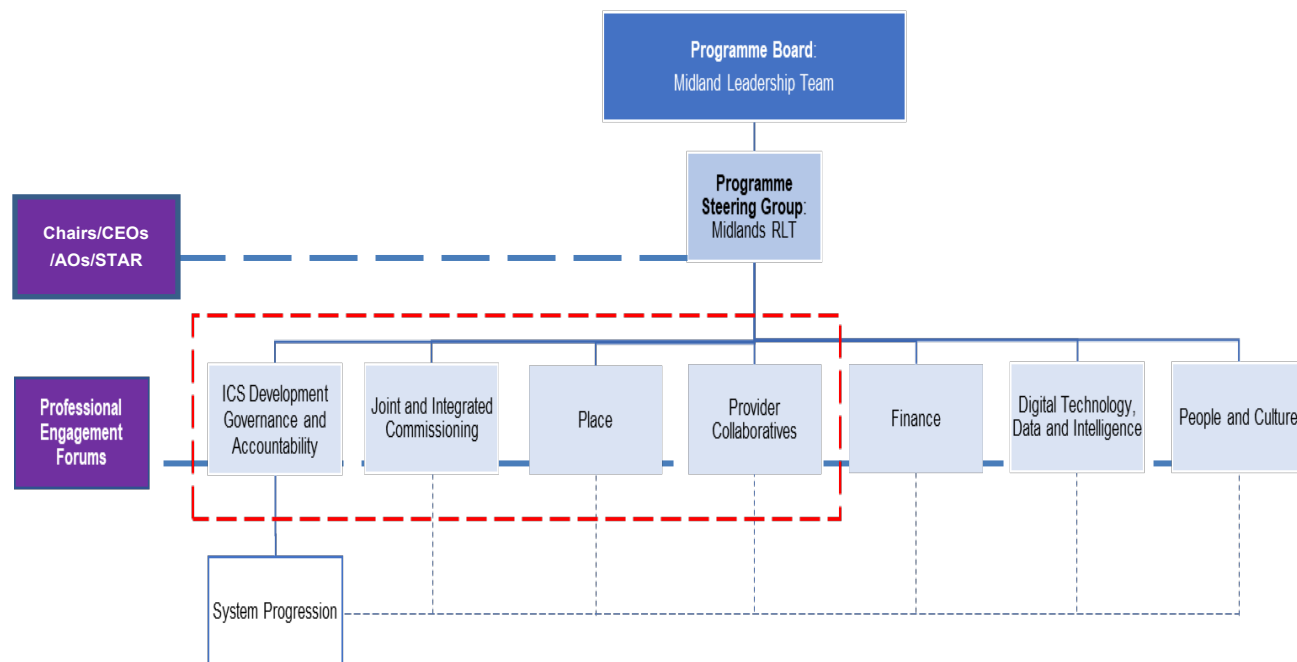 Programme Board:
Midland Leadership Team
Programme
Steering Group:
Midlands RLT
Chairs/CEOs
/AOs/STAR
Professional
Engagement
Forums
ICS Development
Governance and
Accountability
Joint and Integrated
Commissioning
Place
Provider
Collaboratives
Finance
Digital Technology,
Data and Intelligence
People and Culture
System Progression